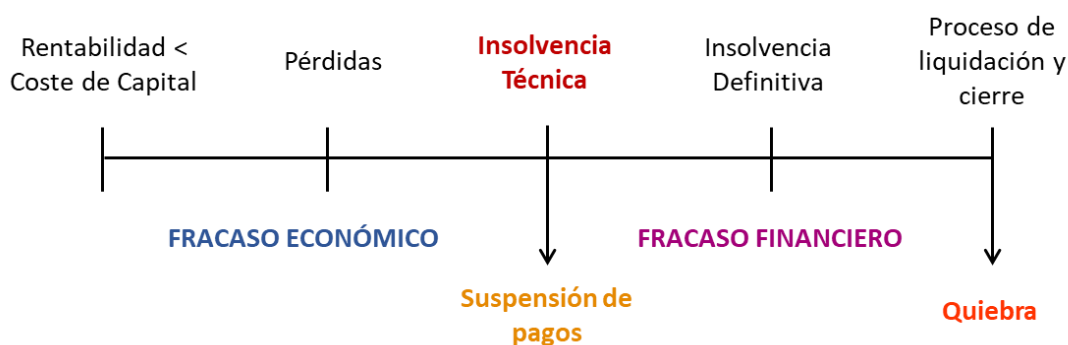 Rentabilidad <
Coste de Capital
Pérdidas
Insolvencia
Técnica
Insolvencia
Definitiva
Proceso de
liquidación y
cierre
FRACASO ECONÓMICO
FRACASO FINANCIERO
Suspensión de
pagos
Quiebra